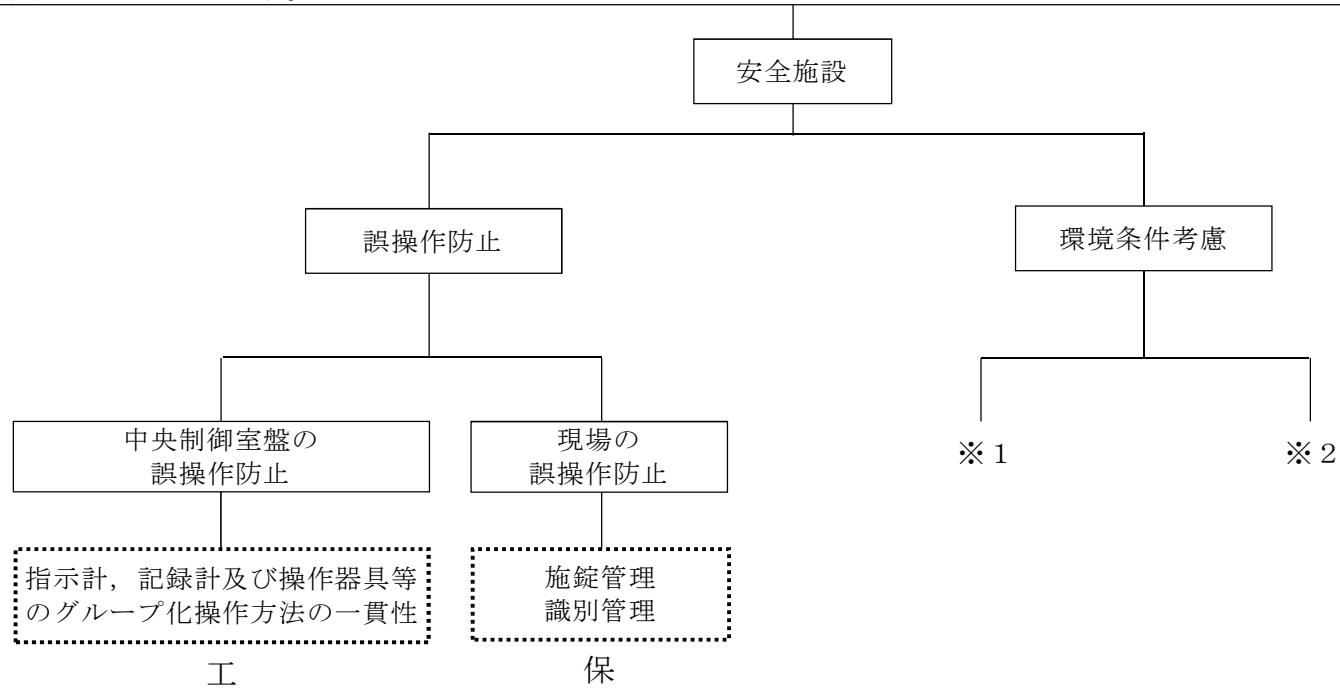 安全施設
誤操作防止
環境条件考慮
中央制御室盤の
誤操作防止
現場の
誤操作防止
※1
※2
指示計，記録計及び操作器具等
のグループ化操作方法の一貫性
施錠管理
識別管理
工
保